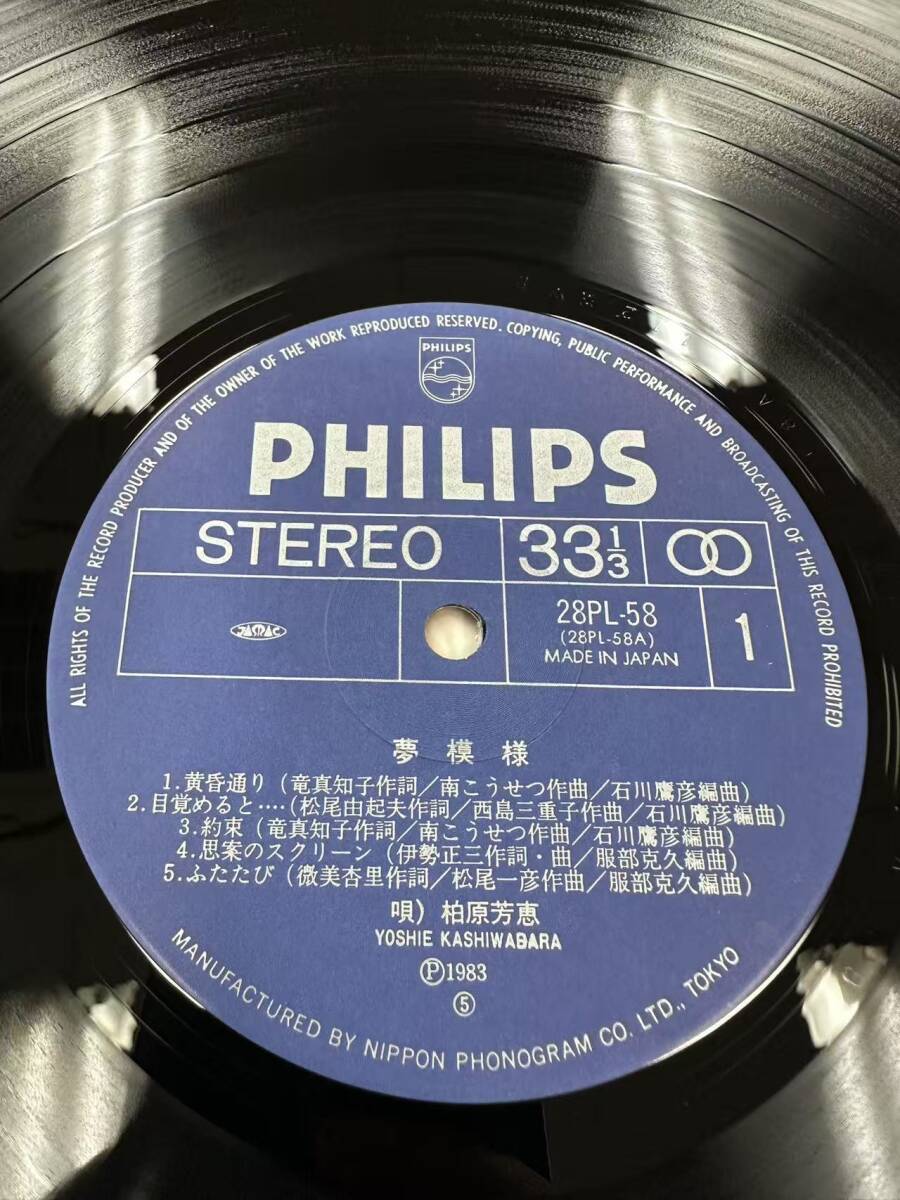 ALL RIGHTS OF THE RECORD PRODUCER AND OF THE OWNER OF THE WORK REPRODUCED RESERVED. COPYING, PUBLIC PERFORMANCE AND BROADCASTING OF THIS RECORD PROHIBITED
PHILIPS
PHILIPS
STEREO
33 1/3
JASRAC
28PL-58
(28PL-58A)
MADE IN JAPAN
1
夢模様
1.黄昏通り（竜真知子作詞／南こうせつ作曲／石川鷹彦編曲）
2.目覚めると‥‥（松尾由起夫作詞／西島三重子作曲／石川鷹彦編曲）
3.約束（竜真知子作詞／南こうせつ作曲／石川鷹彦編曲）
4.思案のスクリーン（伊勢正三作詞・曲／服部克久編曲）
5.ふたたび（微美杏里作詞／松尾一彦作曲／服部克久編曲）
唄）柏原芳恵
YOSHIE KASHIWABARA
Ⓟ1983
⑤
MANUFACTURED BY NIPPON PHONOGRAM CO. LTD., TOKYO